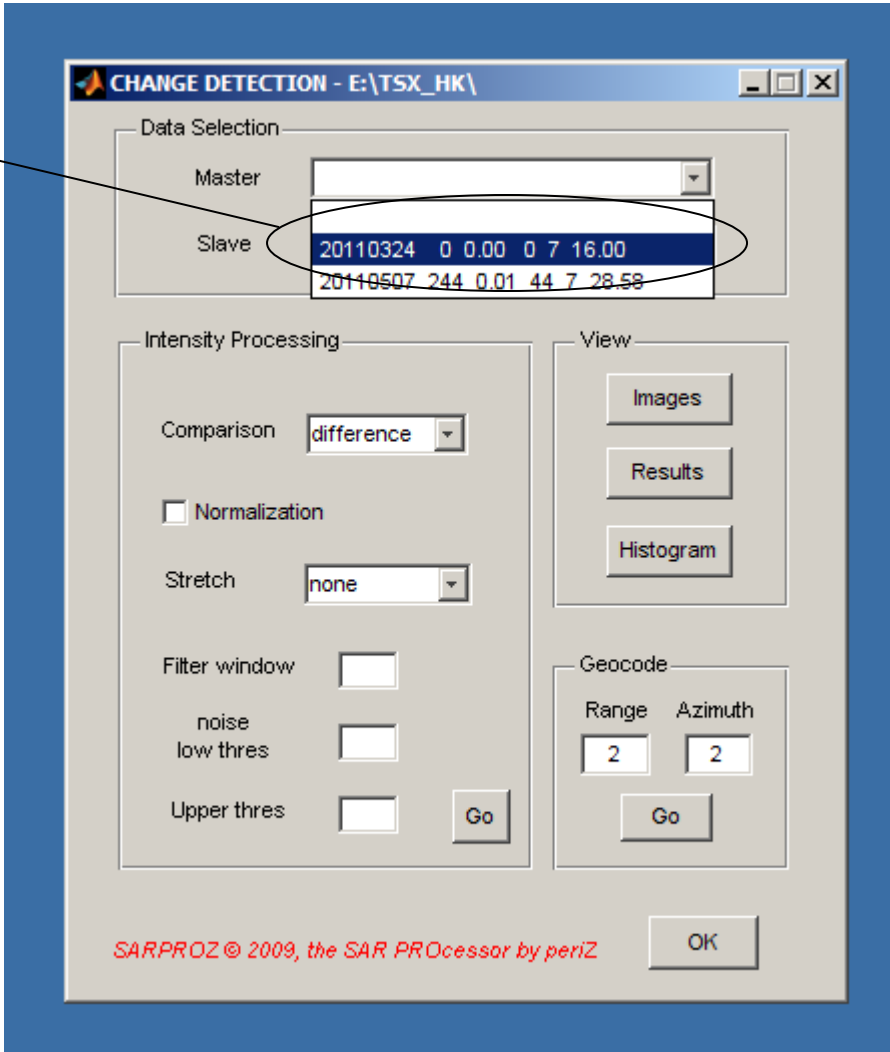 CHANGE DETECTION - E:\TSX_HK\
Data Selection
Master
Slave
20110324 0 0.00 0 7 16.00
20110507 244 0.01 44 7 28.58
Intensity Processing
Comparison difference
Normalization
Stretch none
Filter window
noise
low thres
Upper thres Go
View
Images
Results
Histogram
Geocode
Range Azimuth
2 2
Go
SARPROZ © 2009, the SAR PROcessor by periZ
OK